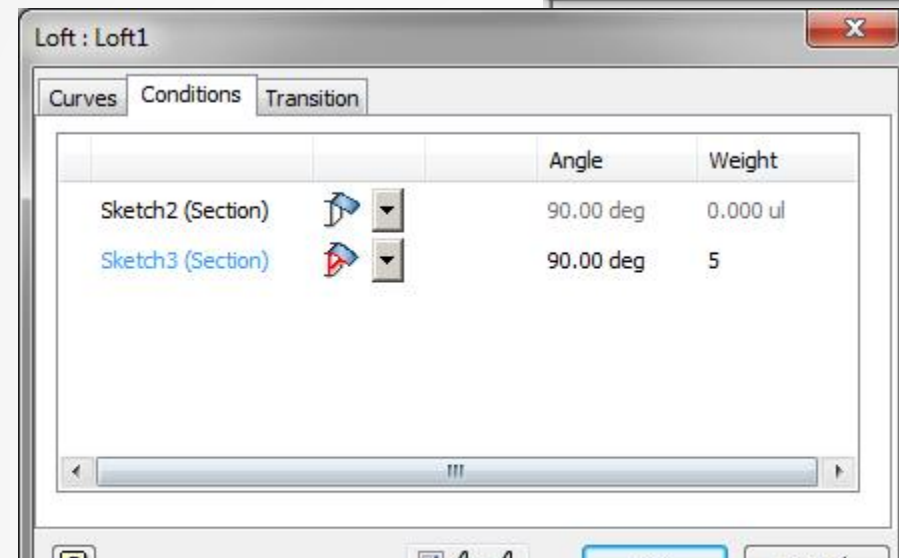 Loft : Loft1
Curves Conditions Transition
Angle Weight
Sketch2 (Section) 90.00 deg 0.000 ul
Sketch3 (Section) 90.00 deg 5